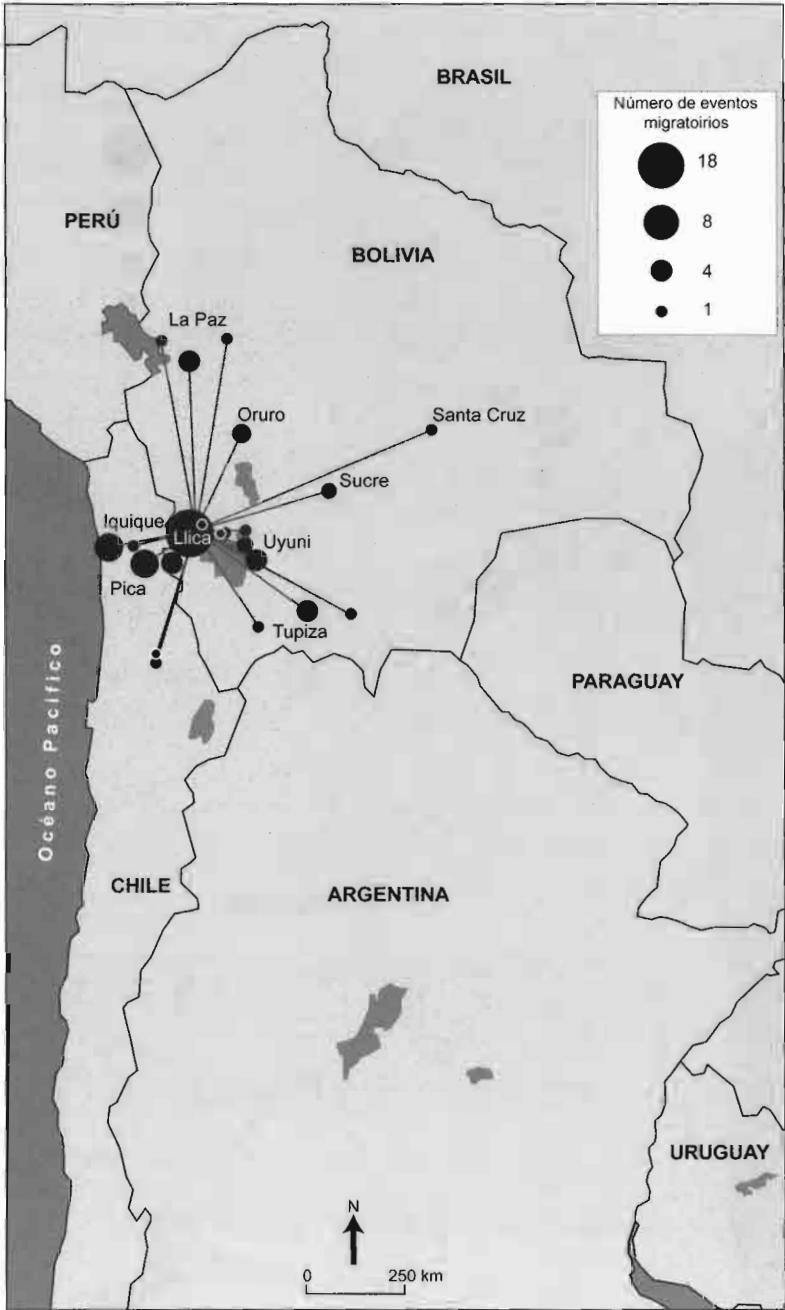 BRASIL
Número de eventos
migratoirios
18
8
4
1
PERÚ
BOLIVIA
La Paz
Oruro
Santa Cruz
Sucre
Iquique
Llica
Uyuni
Pica
Tupiza
PARAGUAY
Océano Pacífico
CHILE
ARGENTINA
URUGUAY
N
0 250 km